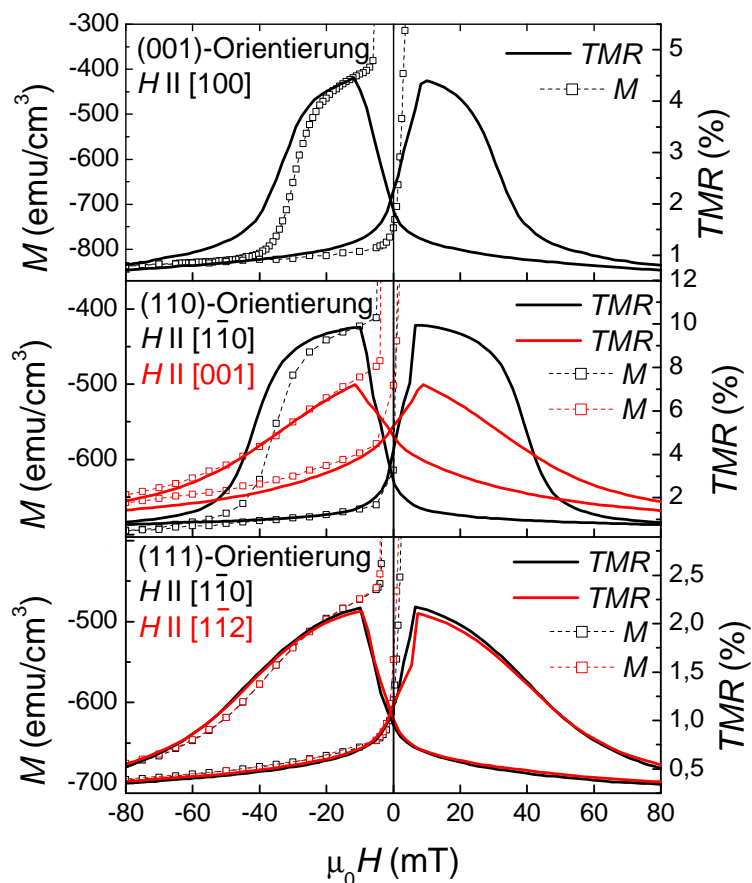 (001)-Orientierung
H II [100]
TMR
M
-300
-400
-500
-600
-700
-800
M (emu/cm³)
5
4
3
2
1
TMR (%)
(110)-Orientierung
H II [11̄0]
H II [001]
TMR
TMR
M
M
-400
-500
-600
M (emu/cm³)
12
10
8
6
4
2
TMR (%)
(111)-Orientierung
H II [11̄0]
H II [11̄2]
TMR
TMR
M
M
-500
-600
-700
M (emu/cm³)
2,5
2,0
1,5
1,0
0,5
TMR (%)
-80 -60 -40 -20 0 20 40 60 80
μ₀H (mT)